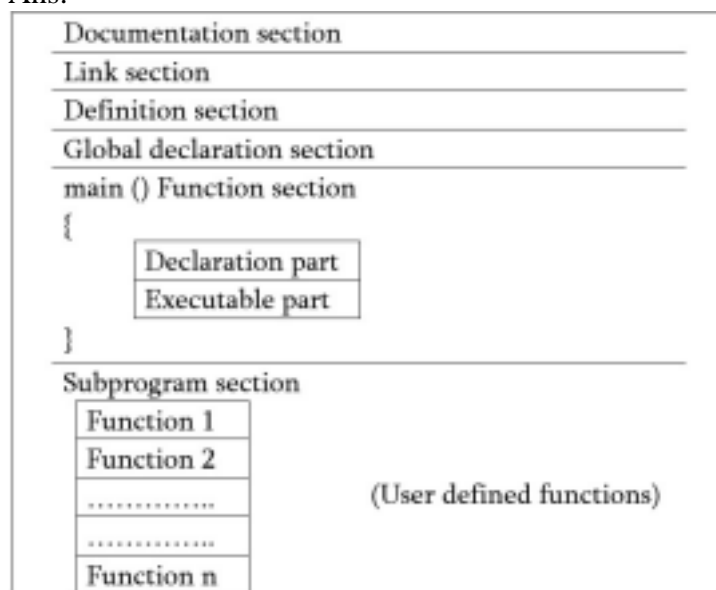 Documentation section
Link section
Definition section
Global declaration section
main () Function section
{
Declaration part
Executable part
}
Subprogram section
Function 1
Function 2
..............
(User defined functions)
..............
Function n